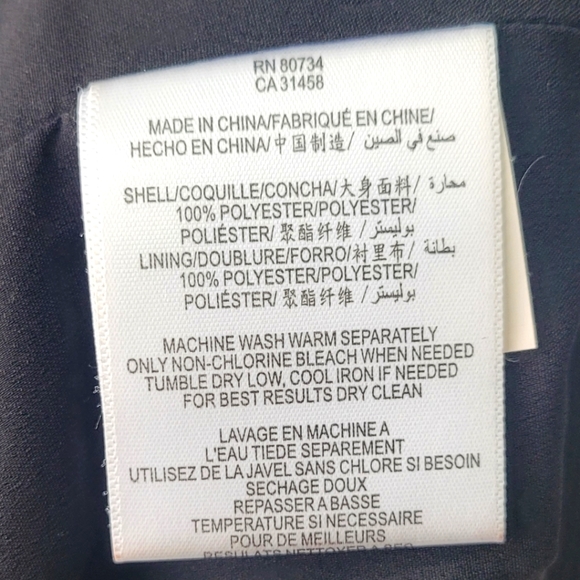 RN 80734
CA 31458
MADE IN CHINA/FABRIQUÉ EN CHINE/
HECHO EN CHINA/中国制造/ صنع في الصين
SHELL/COQUILLE/CONCHA/大身面料/ محارة
100% POLYESTER/POLYESTER/
POLIÉSTER/ 聚酯纤维 /بوليستر
LINING/DOUBLURE/FORRO/衬里布/ بطانة
100% POLYESTER/POLYESTER/
POLIÉSTER/ 聚酯纤维 /بوليستر
MACHINE WASH WARM SEPARATELY
ONLY NON-CHLORINE BLEACH WHEN NEEDED
TUMBLE DRY LOW, COOL IRON IF NEEDED
FOR BEST RESULTS DRY CLEAN
LAVAGE EN MACHINE A
L'EAU TIEDE SEPAREMENT
UTILISEZ DE LA JAVEL SANS CHLORE SI BESOIN
SECHAGE DOUX
REPASSER A BASSE
TEMPERATURE SI NECESSAIRE
POUR DE MEILLEURS